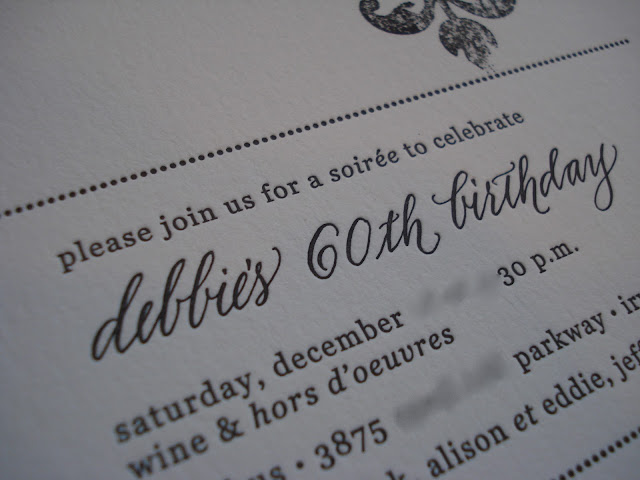 please join us for a soirée to celebrate
debbie's 60th birthday
saturday, december 30 p.m.
wine & hors d'oeuvres
3875 parkway •
alison et eddie,